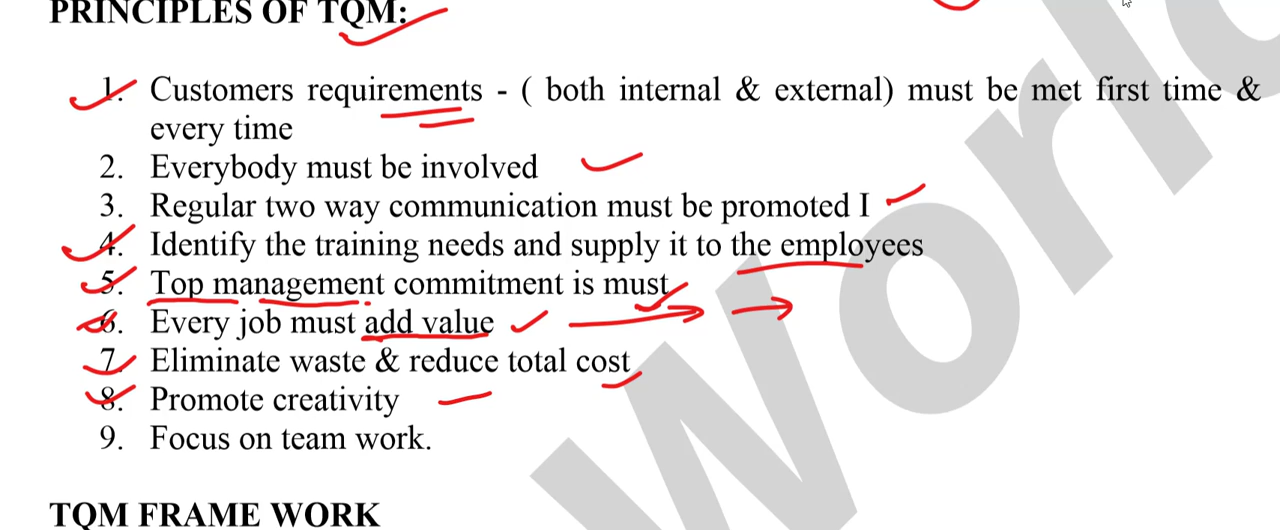 PRINCIPLES OF TQM:
1. Customers requirements - ( both internal & external) must be met first time &
every time
2. Everybody must be involved
3. Regular two way communication must be promoted I
4. Identify the training needs and supply it to the employees
5. Top management commitment is must
6. Every job must add value
7. Eliminate waste & reduce total cost
8. Promote creativity
9. Focus on team work.
TQM FRAME WORK